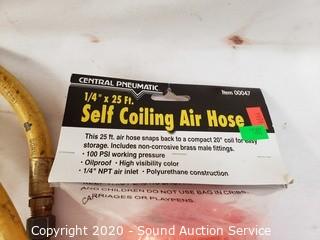 CENTRAL PNEUMATIC
Item 00047
1/4" x 25 Ft.
Self Coiling Air Hose
This 25 ft. air hose snaps back to a compact 20" coil for easy
storage. Includes non-corrosive brass male fittings.
• 100 PSI working pressure
• Oilproof • High visibility color
• 1/4" NPT air inlet • Polyurethane construction
AND CHILDREN DO NOT USE BAG IN CRIBS,
CARRIAGES OR PLAYPENS.
Copyright 2020 - Sound Auction Service